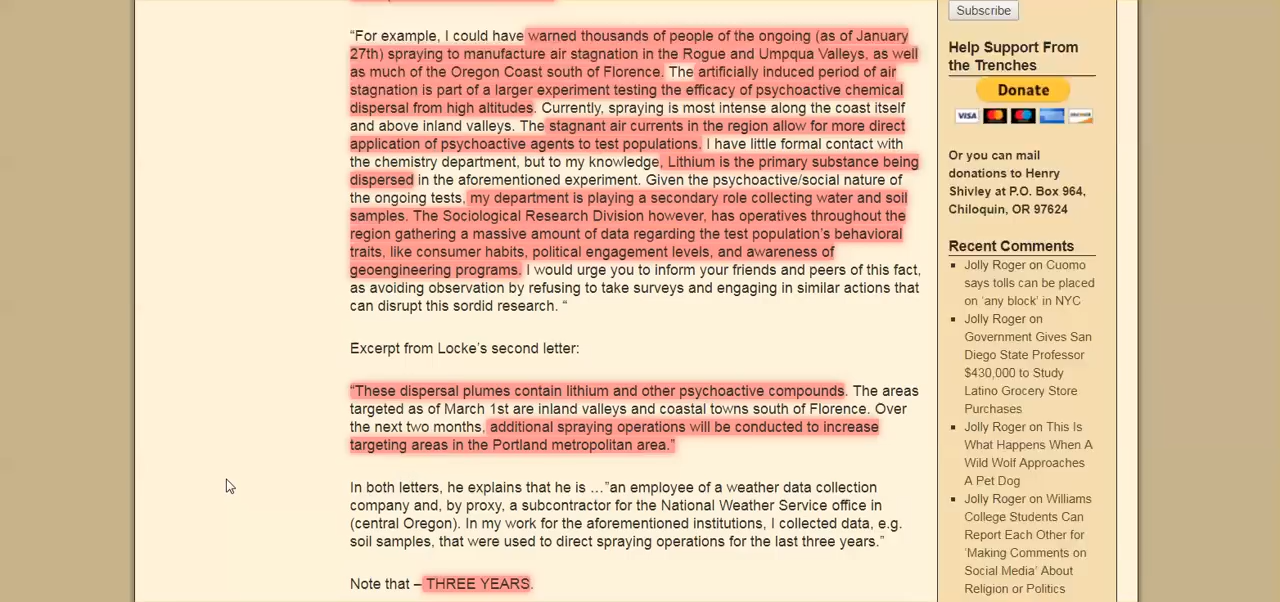 “For example, I could have warned thousands of people of the ongoing (as of January
27th) spraying to manufacture air stagnation in the Rogue and Umpqua Valleys, as well
as much of the Oregon Coast south of Florence. The artificially induced period of air
stagnation is part of a larger experiment testing the efficacy of psychoactive chemical
dispersal from high altitudes. Currently, spraying is most intense along the coast itself
and above inland valleys. The stagnant air currents in the region allow for more direct
application of psychoactive agents to test populations. I have little formal contact with
the chemistry department, but to my knowledge, Lithium is the primary substance being
dispersed in the aforementioned experiment. Given the psychoactive/social nature of
the ongoing tests, my department is playing a secondary role collecting water and soil
samples. The Sociological Research Division however, has operatives throughout the
region gathering a massive amount of data regarding the test population’s behavioral
traits, like consumer habits, political engagement levels, and awareness of
geoengineering programs. I would urge you to inform your friends and peers of this fact,
as avoiding observation by refusing to take surveys and engaging in similar actions that
can disrupt this sordid research. “
Excerpt from Locke’s second letter:
“These dispersal plumes contain lithium and other psychoactive compounds. The areas
targeted as of March 1st are inland valleys and coastal towns south of Florence. Over
the next two months, additional spraying operations will be conducted to increase
targeting areas in the Portland metropolitan area.”
In both letters, he explains that he is …”an employee of a weather data collection
company and, by proxy, a subcontractor for the National Weather Service office in
(central Oregon). In my work for the aforementioned institutions, I collected data, e.g.
soil samples, that were used to direct spraying operations for the last three years.”
Note that – THREE YEARS.
Subscribe
Help Support From
the Trenches
Donate
VISA
DISCOVER
Or you can mail
donations to Henry
Shivley at P.O. Box 964,
Chiloquin, OR 97624
Recent Comments
Jolly Roger on Cuomo
says tolls can be placed
on ‘any block’ in NYC
Jolly Roger on
Government Gives San
Diego State Professor
$430,000 to Study
Latino Grocery Store
Purchases
Jolly Roger on This Is
What Happens When A
Wild Wolf Approaches
A Pet Dog
Jolly Roger on Williams
College Students Can
Report Each Other for
‘Making Comments on
Social Media’ About
Religion or Politics